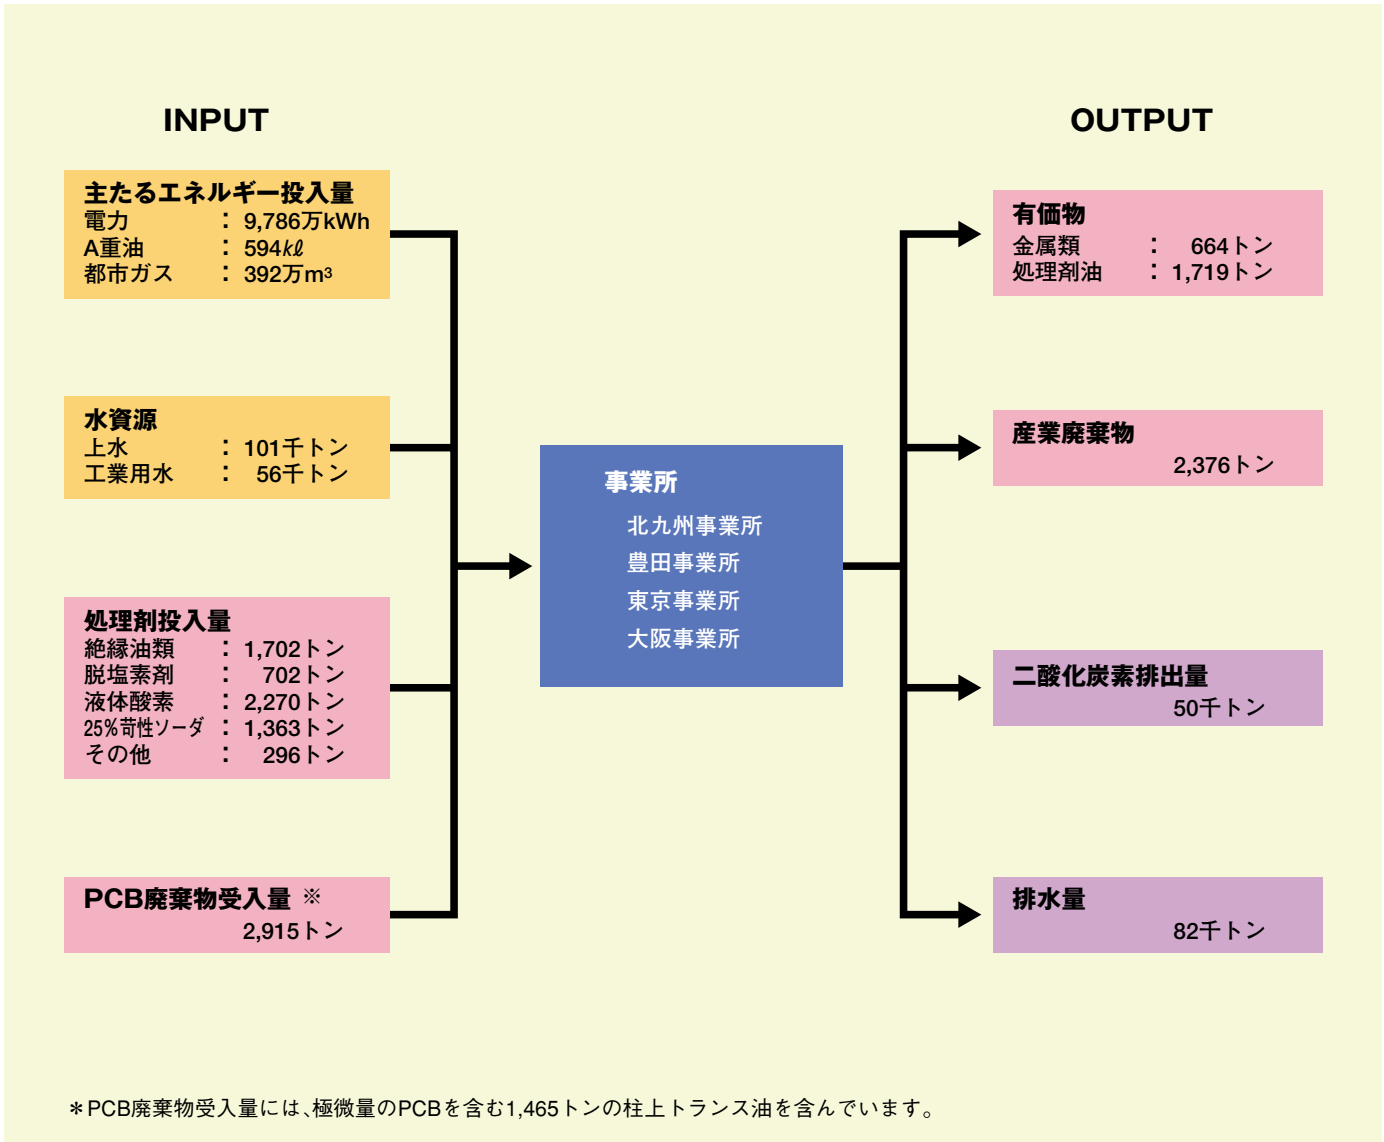 INPUT
主たるエネルギー投入量
電力 : 9,786万kWh
A重油 : 594kℓ
都市ガス : 392万m³
水資源
上水 : 101千トン
工業用水 : 56千トン
処理剤投入量
絶縁油類 : 1,702トン
脱塩素剤 : 702トン
液体酸素 : 2,270トン
25%苛性ソーダ : 1,363トン
その他 : 296トン
PCB廃棄物受入量 ※
2,915トン
事業所
北九州事業所
豊田事業所
東京事業所
大阪事業所
OUTPUT
有価物
金属類 : 664トン
処理剤油 : 1,719トン
産業廃棄物
2,376トン
二酸化炭素排出量
50千トン
排水量
82千トン
＊PCB廃棄物受入量には、極微量のPCBを含む1,465トンの柱上トランス油を含んでいます。